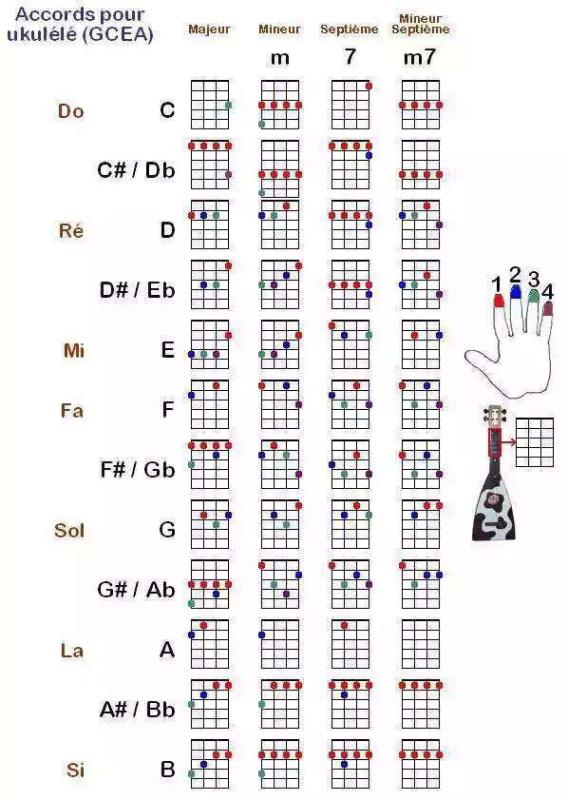 Accords pour
ukulélé (GCEA)
Majeur
Mineur
m
Septième
7
Mineur
Septième
m7
Do C
C# / Db
Ré D
D# / Eb
1 2 3 4
Mi E
Fa F
F# / Gb
Sol G
G# / Ab
La A
A# / Bb
Si B